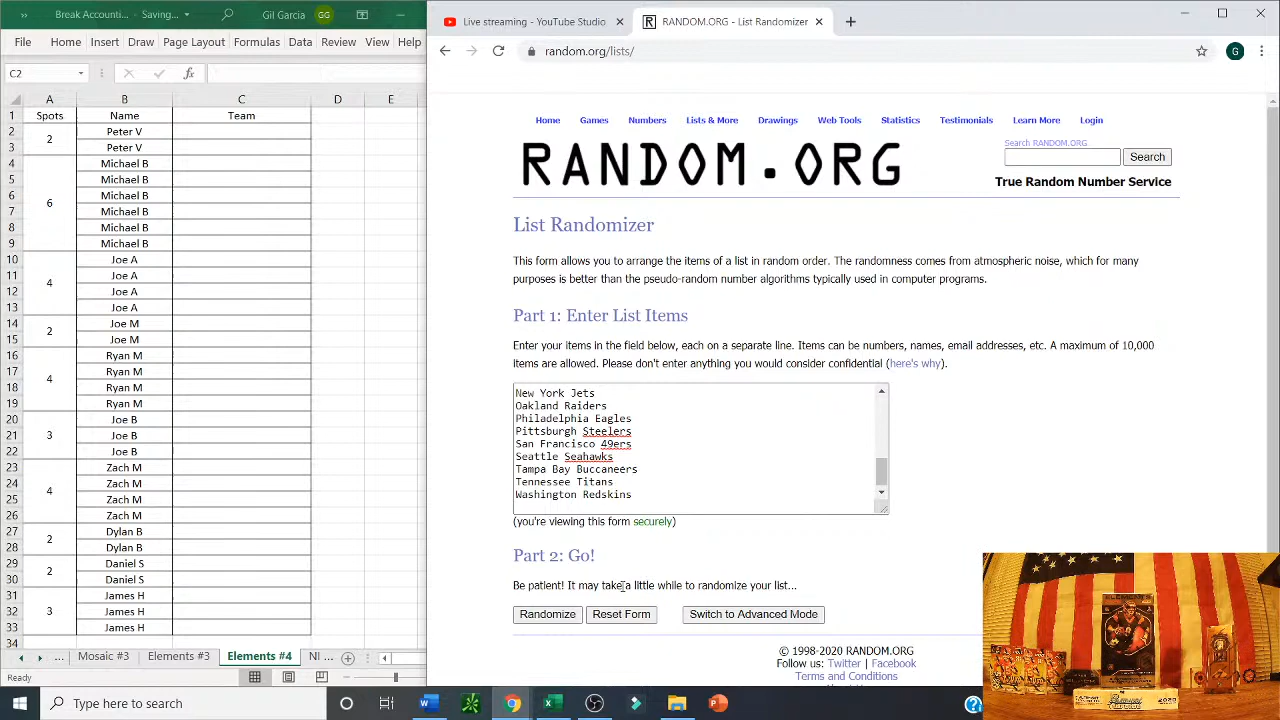 Break Accounti... - Saving... Gil Garcia GG
File Home Insert Draw Page Layout Formulas Data Review View Help
C2 fx
A B C D E
1 Spots Name Team
2 Peter V
2
3 Peter V
4 Michael B
5 Michael B
6 Michael B
6
7 Michael B
8 Michael B
9 Michael B
10 Joe A
11 Joe A
4
12 Joe A
13 Joe A
14 Joe M
2
15 Joe M
16 Ryan M
17 Ryan M
4
18 Ryan M
19 Ryan M
20 Joe B
21 3 Joe B
22 Joe B
23 Zach M
24 Zach M
4
25 Zach M
26 Zach M
27 Dylan B
2
28 Dylan B
29 Daniel S
2
30 Daniel S
31 James H
32 3 James H
33 James H
34
... Mosaic #3 Elements #3 Elements #4 NI ...
Live streaming - YouTube Studio RANDOM.ORG - List Randomizer
random.org/lists/ G
Home Games Numbers Lists & More Drawings Web Tools Statistics Testimonials Learn More Login
RANDOM.ORG
Search RANDOM.ORG
Search
True Random Number Service
List Randomizer
This form allows you to arrange the items of a list in random order. The randomness comes from atmospheric noise, which for many
purposes is better than the pseudo-random number algorithms typically used in computer programs.
Part 1: Enter List Items
Enter your items in the field below, each on a separate line. Items can be numbers, names, email addresses, etc. A maximum of 10,000
items are allowed. Please don't enter anything you would consider confidential (here's why).
New York Jets
Oakland Raiders
Philadelphia Eagles
Pittsburgh Steelers
San Francisco 49ers
Seattle Seahawks
Tampa Bay Buccaneers
Tennessee Titans
Washington Redskins
(you're viewing this form securely)
Part 2: Go!
Be patient! It may take a little while to randomize your list...
Randomize Reset Form Switch to Advanced Mode
© 1998-2020 RANDOM.ORG
Follow us: Twitter | Facebook
Terms and Conditions
Type here to search